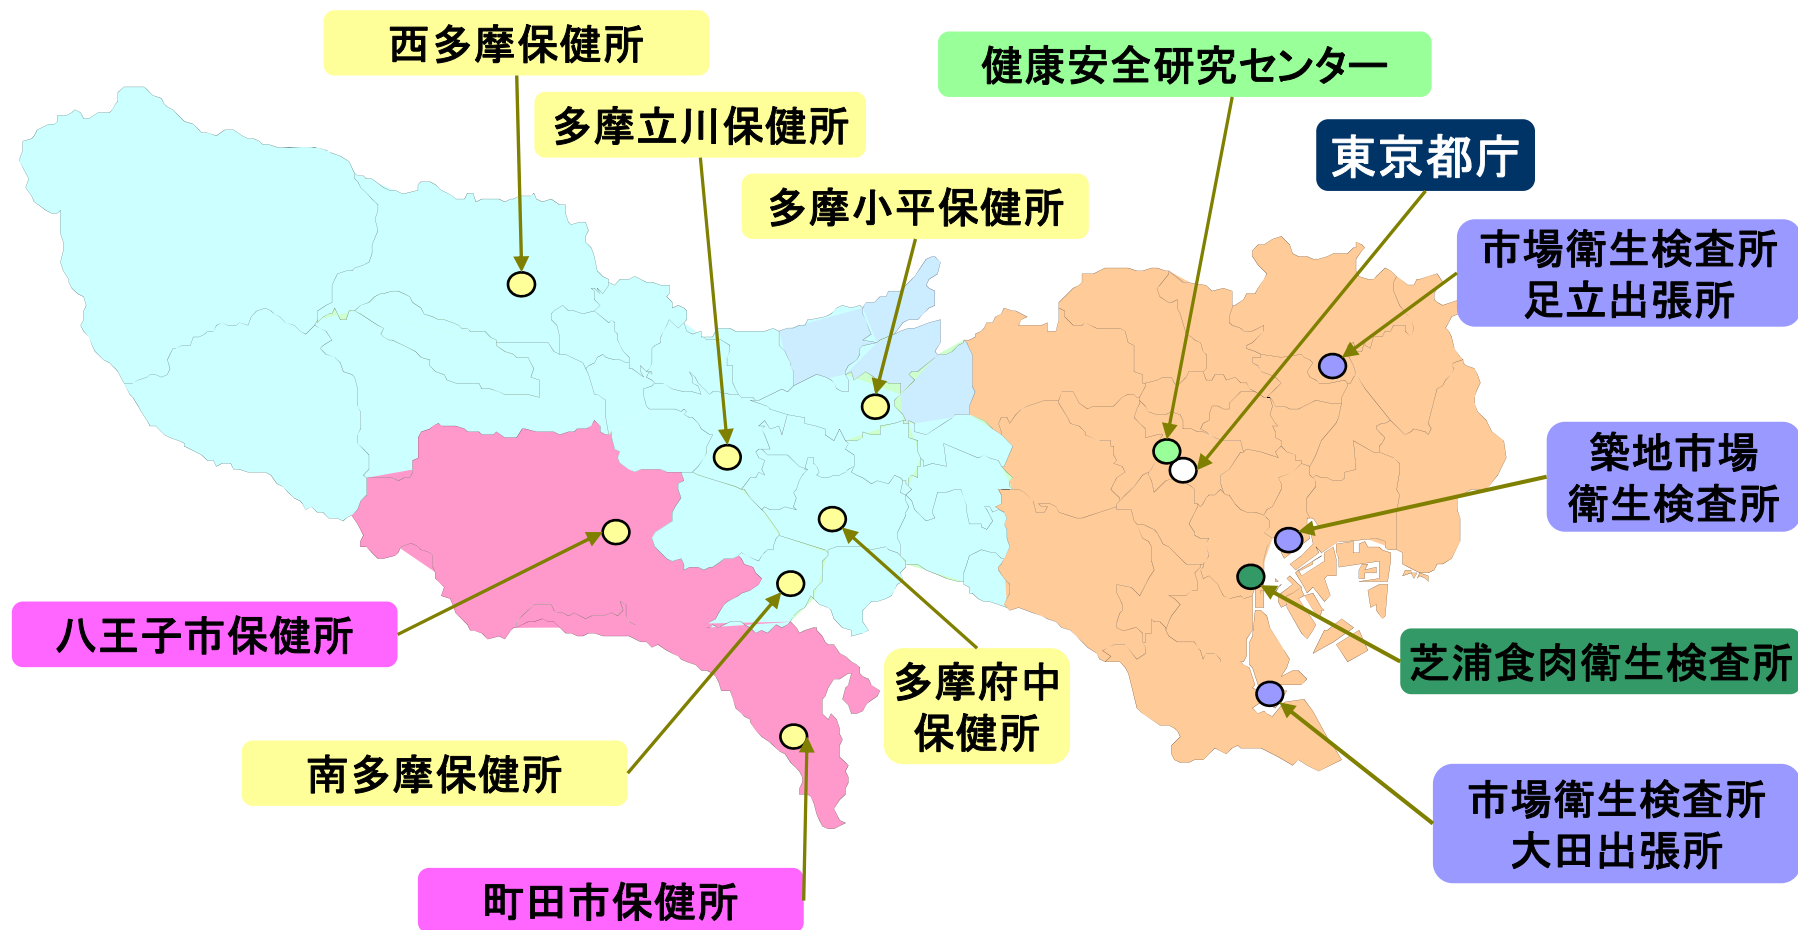 西多摩保健所
健康安全研究センター
多摩立川保健所
東京都庁
多摩小平保健所
市場衛生検査所
足立出張所
築地市場
衛生検査所
八王子市保健所
芝浦食肉衛生検査所
多摩府中
保健所
南多摩保健所
市場衛生検査所
大田出張所
町田市保健所